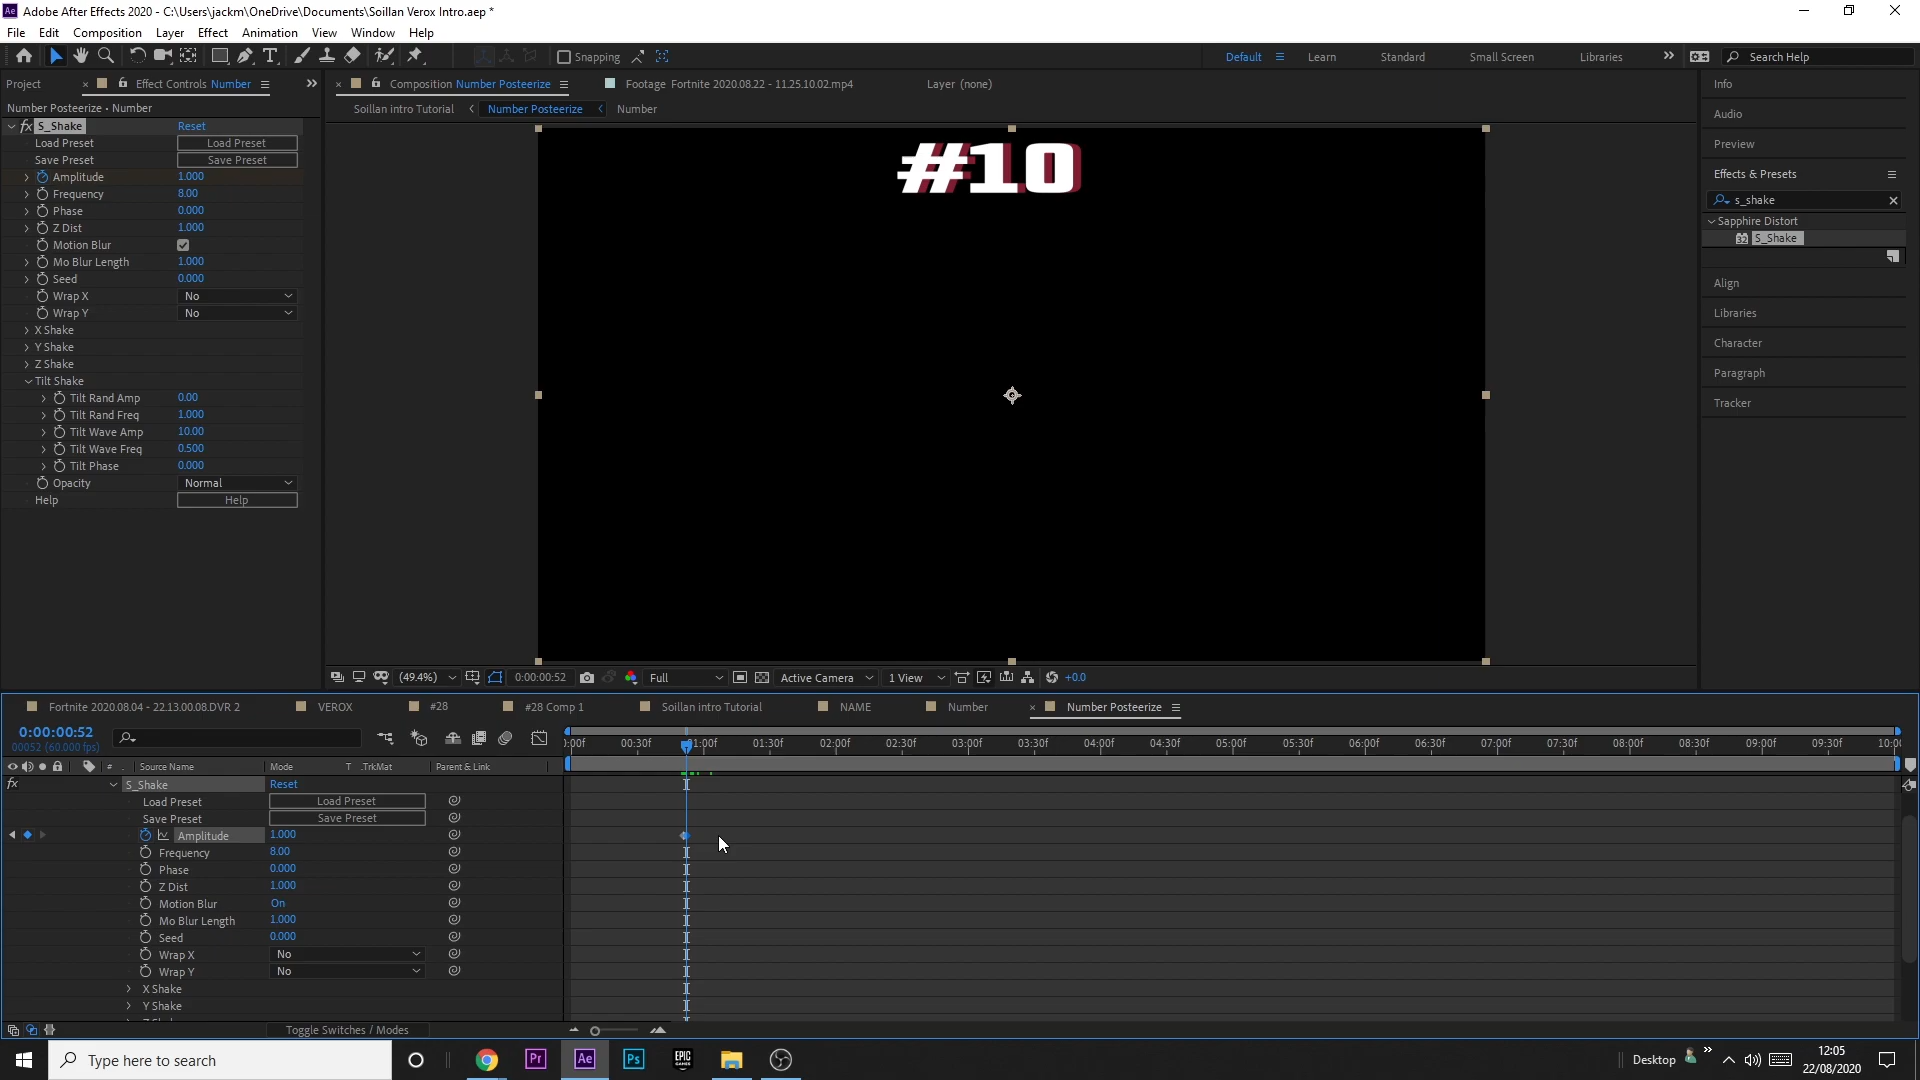 Adobe After Effects 2020 - C:\Users\jackm\OneDrive\Documents\Soillan Verox Intro.aep *
File Edit Composition Layer Effect Animation View Window Help
Snapping
Default Learn Standard Small Screen Libraries Search Help
Project Effect Controls Number
Composition Number Posteerize Footage Fortnite 2020.08.22 - 11.25.10.02.mp4 Layer (none)
Number Posteerize • Number
Soillan intro Tutorial Number Posteerize Number
S_Shake Reset
Load Preset Load Preset
Save Preset Save Preset
Amplitude 1.000
Frequency 8.00
Phase 0.000
Z Dist 1.000
Motion Blur
Mo Blur Length 1.000
Seed 0.000
Wrap X No
Wrap Y No
X Shake
Y Shake
Z Shake
Tilt Shake
Tilt Rand Amp 0.00
Tilt Rand Freq 1.000
Tilt Wave Amp 10.00
Tilt Wave Freq 0.500
Tilt Phase 0.000
Opacity Normal
Help Help
#10
(49.4%) 0:00:00:52 Full Active Camera 1 View +0.0
Info
Audio
Preview
Effects & Presets
s_shake
Sapphire Distort
32 S_Shake
Align
Libraries
Character
Paragraph
Tracker
Fortnite 2020.08.04 - 22.13.00.08.DVR 2 VEROX #28 #28 Comp 1 Soillan intro Tutorial NAME Number Number Posteerize
0:00:00:52
00052 (60.000 fps)
:00f 00:30f 01:00f 01:30f 02:00f 02:30f 03:00f 03:30f 04:00f 04:30f 05:00f 05:30f 06:00f 06:30f 07:00f 07:30f 08:00f 08:30f 09:00f 09:30f 10:00
# Source Name Mode T .TrkMat Parent & Link
fx S_Shake Reset
Load Preset Load Preset
Save Preset Save Preset
Amplitude 1.000
Frequency 8.00
Phase 0.000
Z Dist 1.000
Motion Blur On
Mo Blur Length 1.000
Seed 0.000
Wrap X No
Wrap Y No
X Shake
Y Shake
Toggle Switches / Modes
Type here to search
Pr Ae Ps EPIC GAMES
Desktop
12:05
22/08/2020